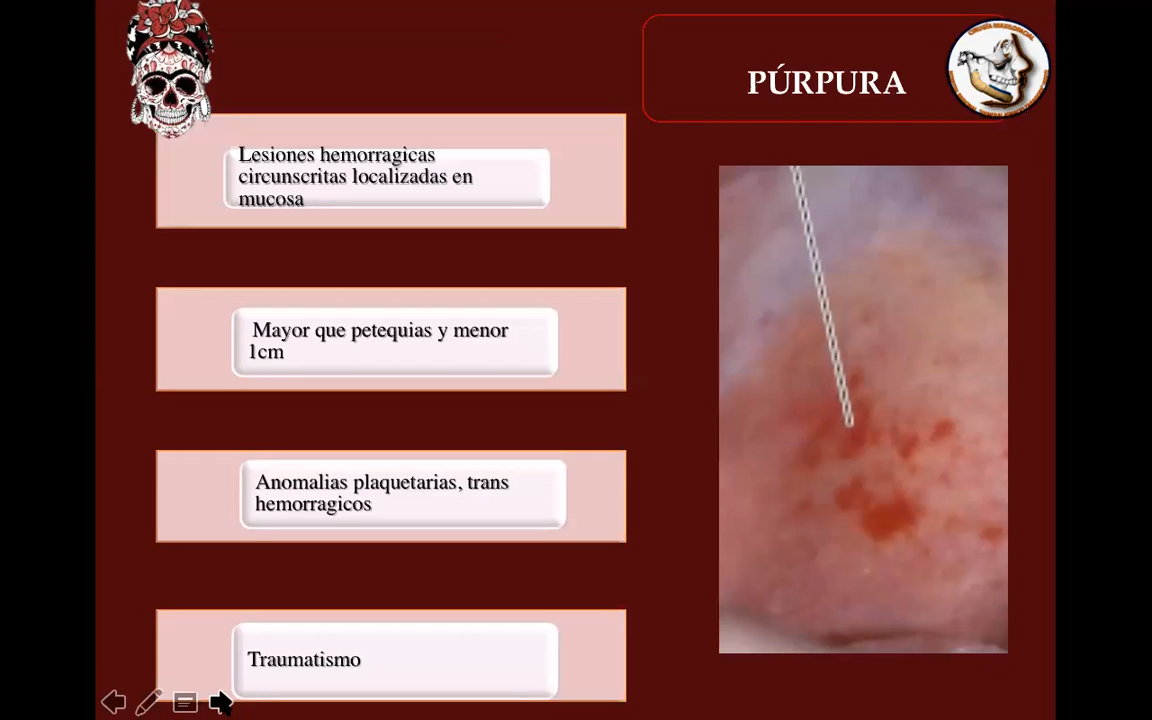 PÚRPURA
Lesiones hemorragicas
circunscritas localizadas en
mucosa
Mayor que petequias y menor
1cm
Anomalias plaquetarias, trans
hemorragicos
Traumatismo